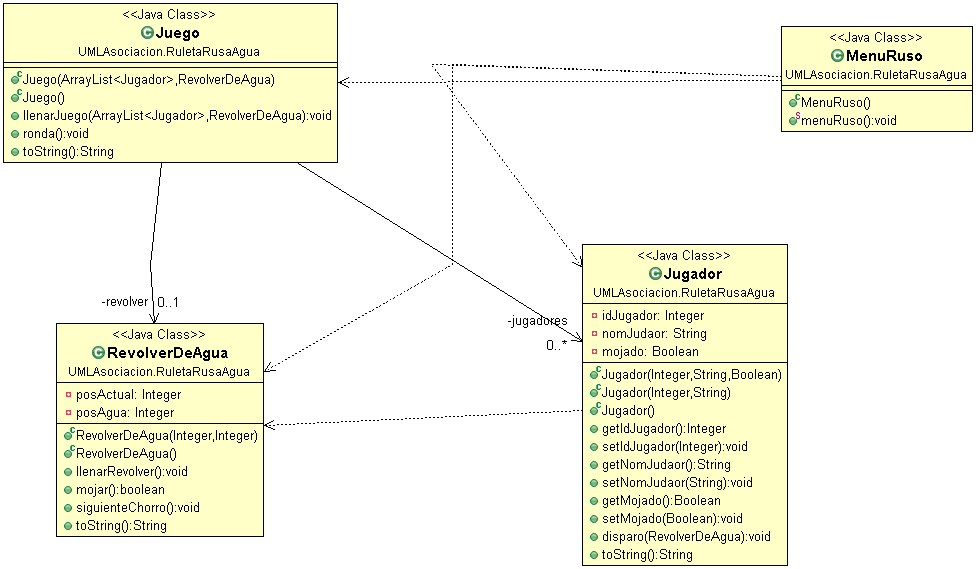 <<Java Class>>
Juego
UMLAsociacion.RuletaRusaAgua
Juego(ArrayList<Jugador>,RevolverDeAgua)
Juego()
llenarJuego(ArrayList<Jugador>,RevolverDeAgua):void
ronda():void
toString():String
<<Java Class>>
MenuRuso
UMLAsociacion.RuletaRusaAgua
MenuRuso()
menuRuso():void
-revolver
0..1
-jugadores
0..*
<<Java Class>>
RevolverDeAgua
UMLAsociacion.RuletaRusaAgua
posActual: Integer
posAgua: Integer
RevolverDeAgua(Integer,Integer)
RevolverDeAgua()
llenarRevolver():void
mojar():boolean
siguienteChorro():void
toString():String
<<Java Class>>
Jugador
UMLAsociacion.RuletaRusaAgua
idJugador: Integer
nomJudaor: String
mojado: Boolean
Jugador(Integer,String,Boolean)
Jugador(Integer,String)
Jugador()
getIdJugador():Integer
setIdJugador(Integer):void
getNomJudaor():String
setNomJudaor(String):void
getMojado():Boolean
setMojado(Boolean):void
disparo(RevolverDeAgua):void
toString():String